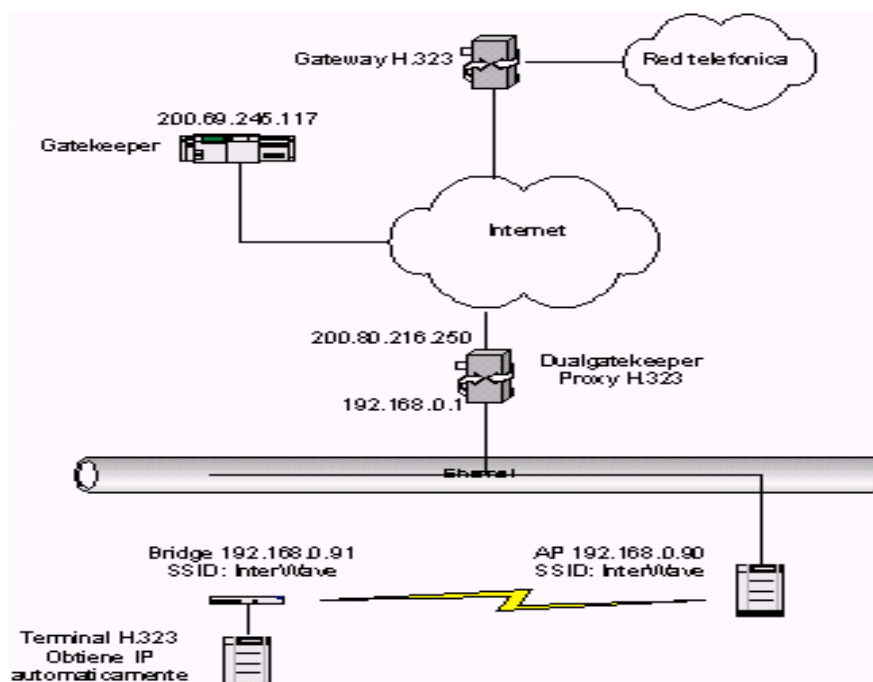 Gateway H.323
Red telefonica
200.69.245.117
Gatekeeper
Internet
200.80.216.250
Dualgatekeeper
Proxy H.323
192.168.0.1
Bridge 192.168.0.91
SSID: InterWave
AP 192.168.0.90
SSID: InterWave
Terminal H.323
Obtiene IP
automaticamente